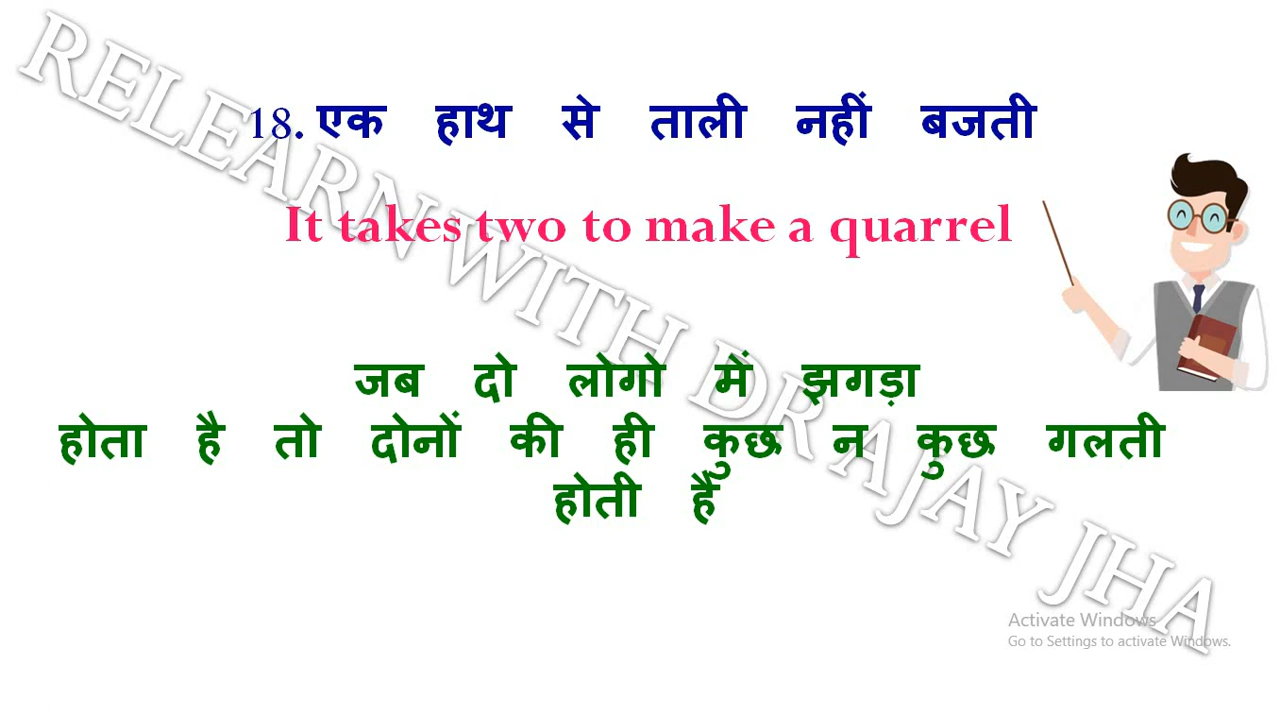 18. एक हाथ से ताली नहीं बजती
It takes two to make a quarrel
जब दो लोगो में झगड़ा
होता है तो दोनों की ही कुछ न कुछ गलती
होती हैं
RELEARN WITH DR AJAY JHA
Activate Windows
Go to Settings to activate Windows.